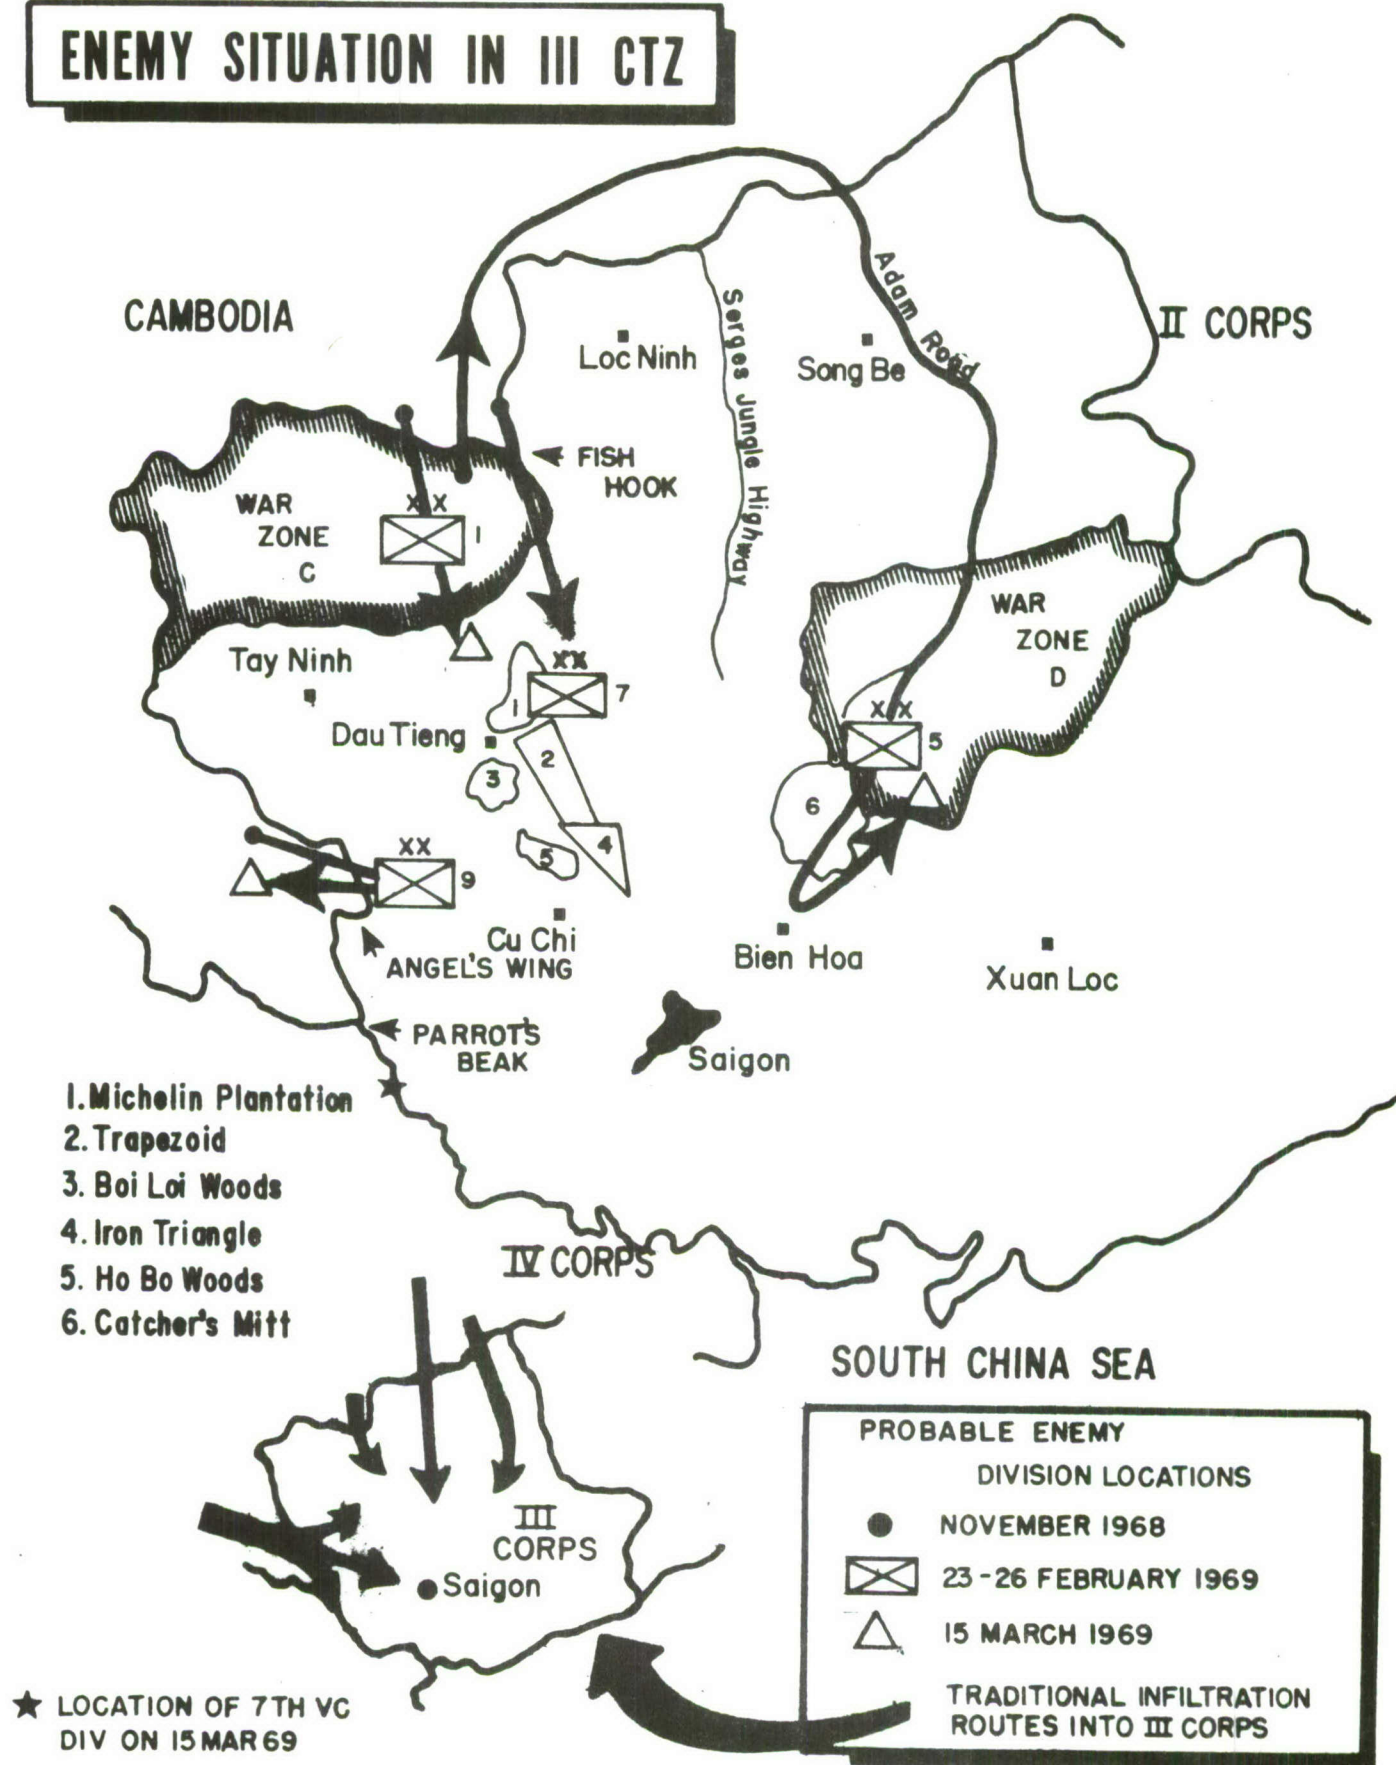 ENEMY SITUATION IN III CTZ
CAMBODIA
II CORPS
Adam Road
Serges Jungle Highway
Loc Ninh
Song Be
FISH
HOOK
WAR
ZONE
C
XX
1
WAR
ZONE
D
Tay Ninh
XX
7
1
Dau Tieng
2
3
XX
5
6
4
5
XX
9
Cu Chi
ANGEL'S WING
Bien Hoa
Xuan Loc
PARROT'S
BEAK
Saigon
1. Michelin Plantation
2. Trapezoid
3. Boi Loi Woods
4. Iron Triangle
5. Ho Bo Woods
6. Catcher's Mitt
IV CORPS
SOUTH CHINA SEA
III
CORPS
Saigon
PROBABLE ENEMY
DIVISION LOCATIONS
NOVEMBER 1968
23-26 FEBRUARY 1969
15 MARCH 1969
TRADITIONAL INFILTRATION
ROUTES INTO III CORPS
★ LOCATION OF 7TH VC
DIV ON 15 MAR 69